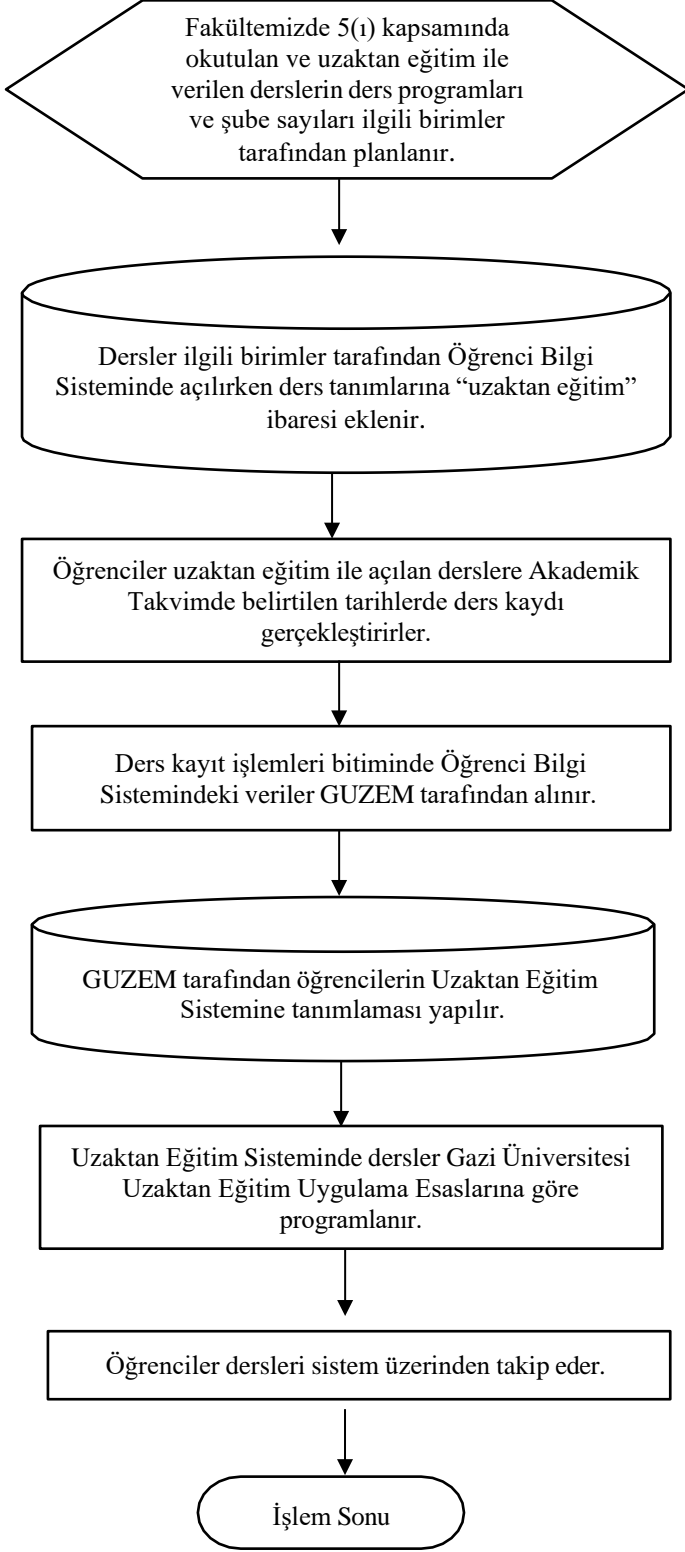 Fakültemizde 5(ı) kapsamında
okutulan ve uzaktan eğitim ile
verilen derslerin ders programları
ve şube sayıları ilgili birimler
tarafından planlanır.
Dersler ilgili birimler tarafından Öğrenci Bilgi
Sisteminde açılırken ders tanımlarına “uzaktan eğitim”
ibaresi eklenir.
Öğrenciler uzaktan eğitim ile açılan derslere Akademik
Takvimde belirtilen tarihlerde ders kaydı
gerçekleştirirler.
Ders kayıt işlemleri bitiminde Öğrenci Bilgi
Sistemindeki veriler GUZEM tarafından alınır.
GUZEM tarafından öğrencilerin Uzaktan Eğitim
Sistemine tanımlaması yapılır.
Uzaktan Eğitim Sisteminde dersler Gazi Üniversitesi
Uzaktan Eğitim Uygulama Esaslarına göre
programlanır.
Öğrenciler dersleri sistem üzerinden takip eder.
İşlem Sonu